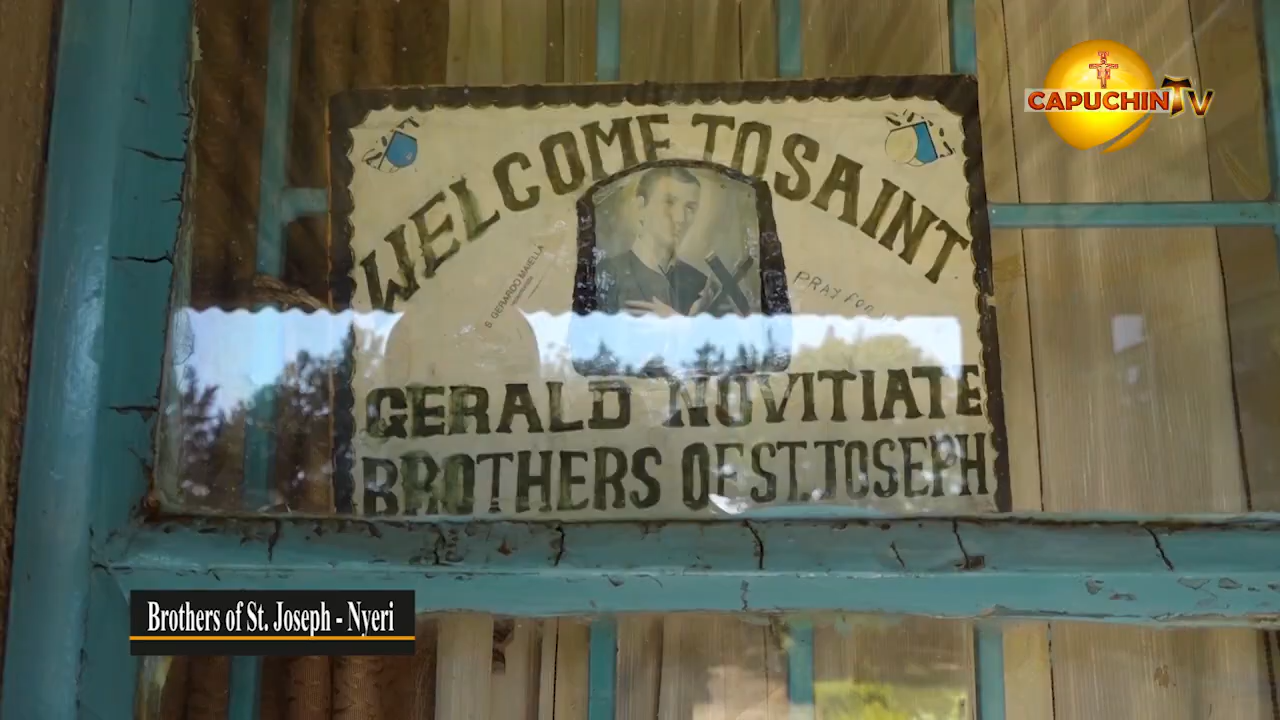 CAPUCHIN TV
WELCOME TO SAINT
S. GERARDO MAIELLA
PRAY FOR
GERALD NOVITIATE
BROTHERS OF ST. JOSEPH
Brothers of St. Joseph - Nyeri